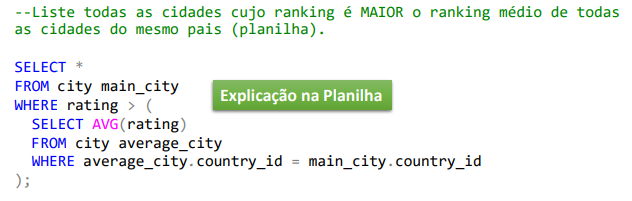 --Liste todas as cidades cujo ranking é MAIOR o ranking médio de todas
as cidades do mesmo pais (planilha).
SELECT *
FROM city main_city
WHERE rating > (
Explicação na Planilha
SELECT AVG(rating)
FROM city average_city
WHERE average_city.country_id = main_city.country_id
);